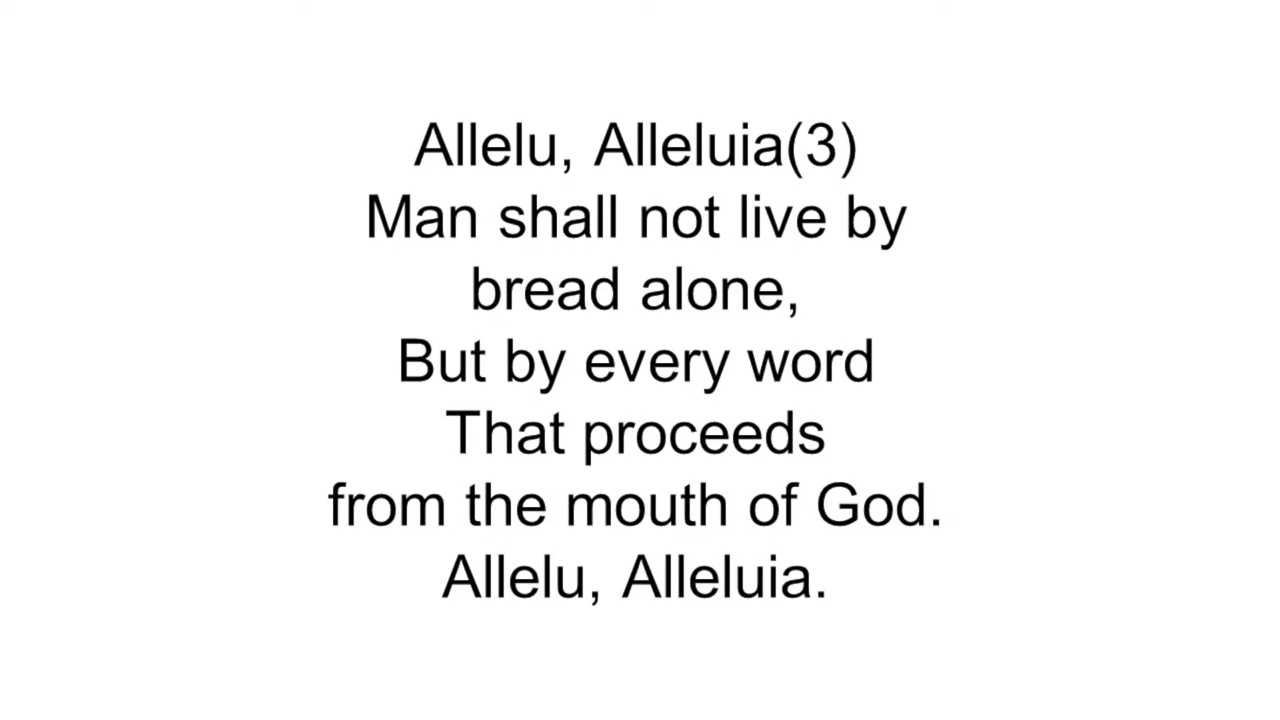 Allelu, Alleluia(3)
Man shall not live by
bread alone,
But by every word
That proceeds
from the mouth of God.
Allelu, Alleluia.